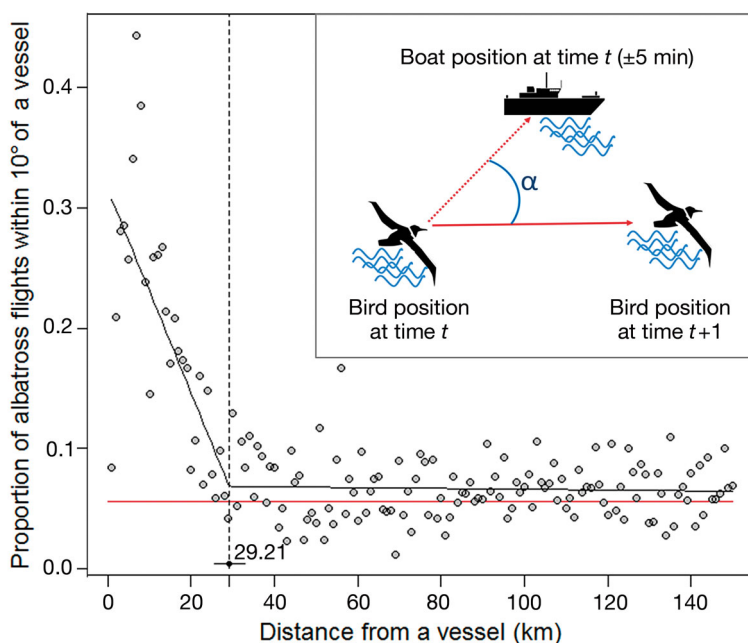 Proportion of albatross flights within 10° of a vessel
0.4
0.3
0.2
0.1
0.0
Boat position at time t (±5 min)
α
Bird position
at time t
Bird position
at time t+1
29.21
0 20 40 60 80 100 120 140
Distance from a vessel (km)